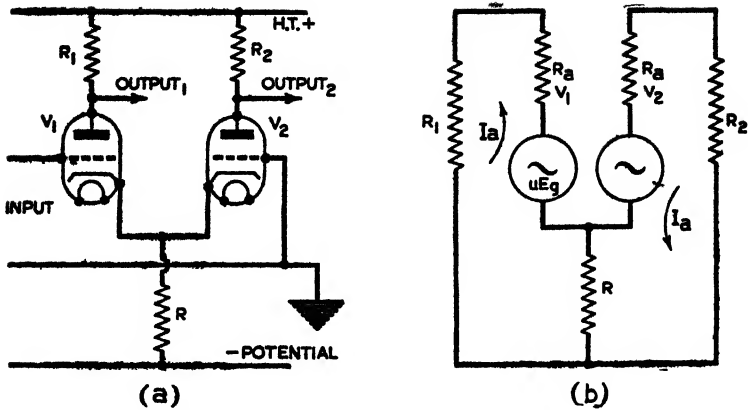 H.T.+
R1
R2
OUTPUT1
OUTPUT2
V1
V2
INPUT
R
-POTENTIAL
(a)
R1
Ra
V1
Ra
V2
R2
Ia
uEg
Ia
R
(b)